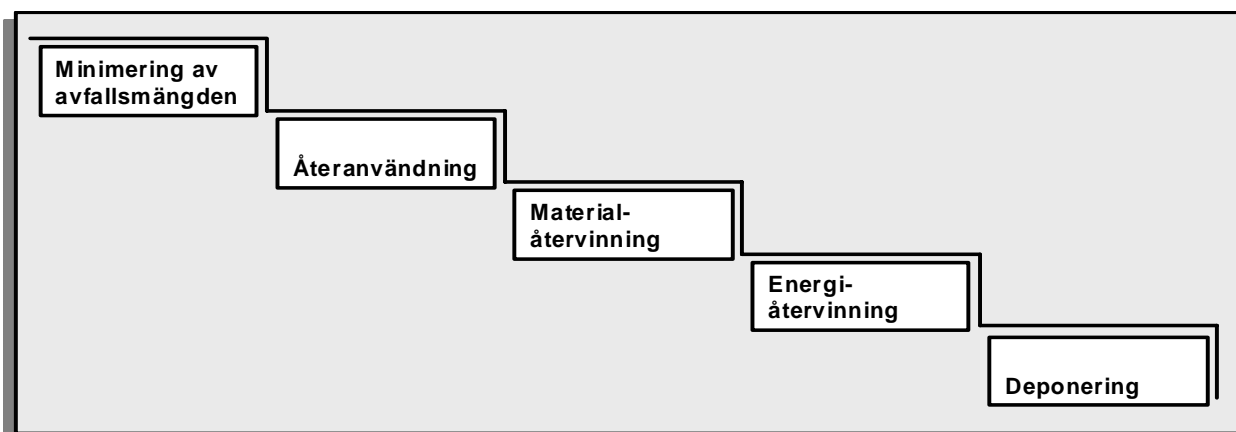 Minimering av
avfallsmängden
Återanvändning
Material-
återvinning
Energi-
återvinning
Deponering